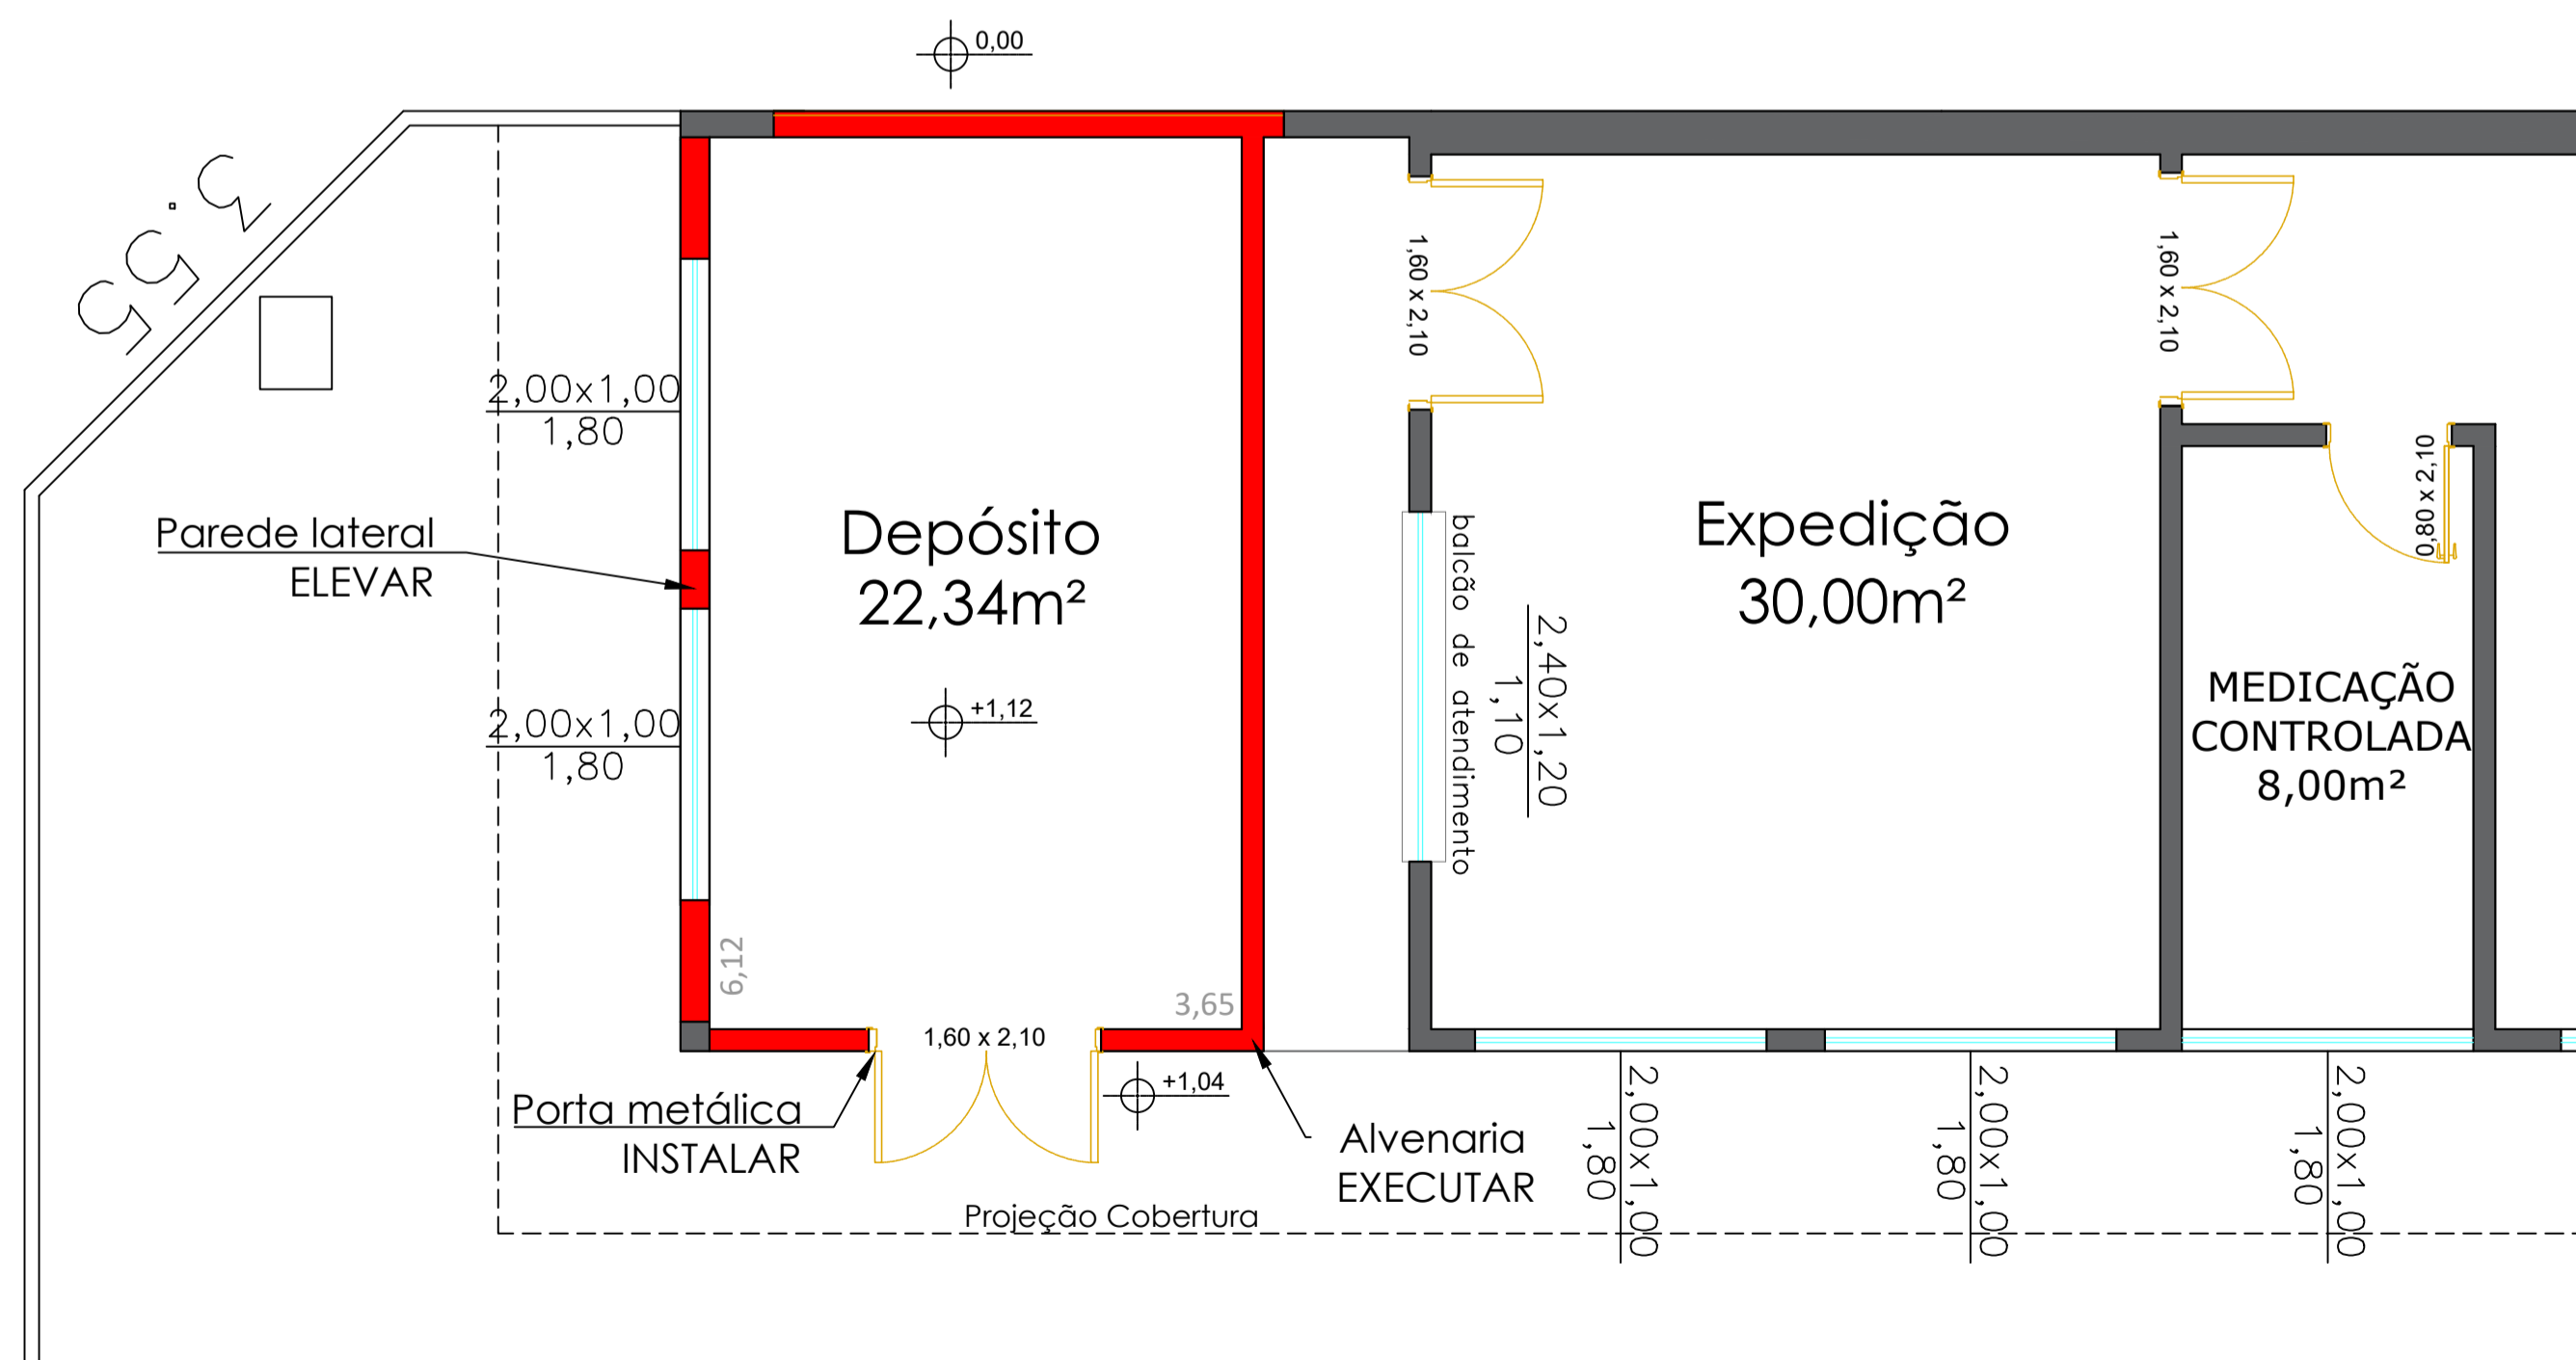 0,00
5.55
1,60 x 2,10
1,60 x 2,10
2,00x1,00
1,80
0,80 x 2,10
Parede lateral
ELEVAR
Depósito
22,34m²
Expedição
30,00m²
balcão de atendimento
2,40x1,20
1,10
MEDICAÇÃO
CONTROLADA
8,00m²
+1,12
2,00x1,00
1,80
6,12
3,65
1,60 x 2,10
+1,04
Porta metálica
INSTALAR
Alvenaria
EXECUTAR
2,00x1,00
1,80
2,00x1,00
1,80
2,00x1,00
1,80
Projeção Cobertura